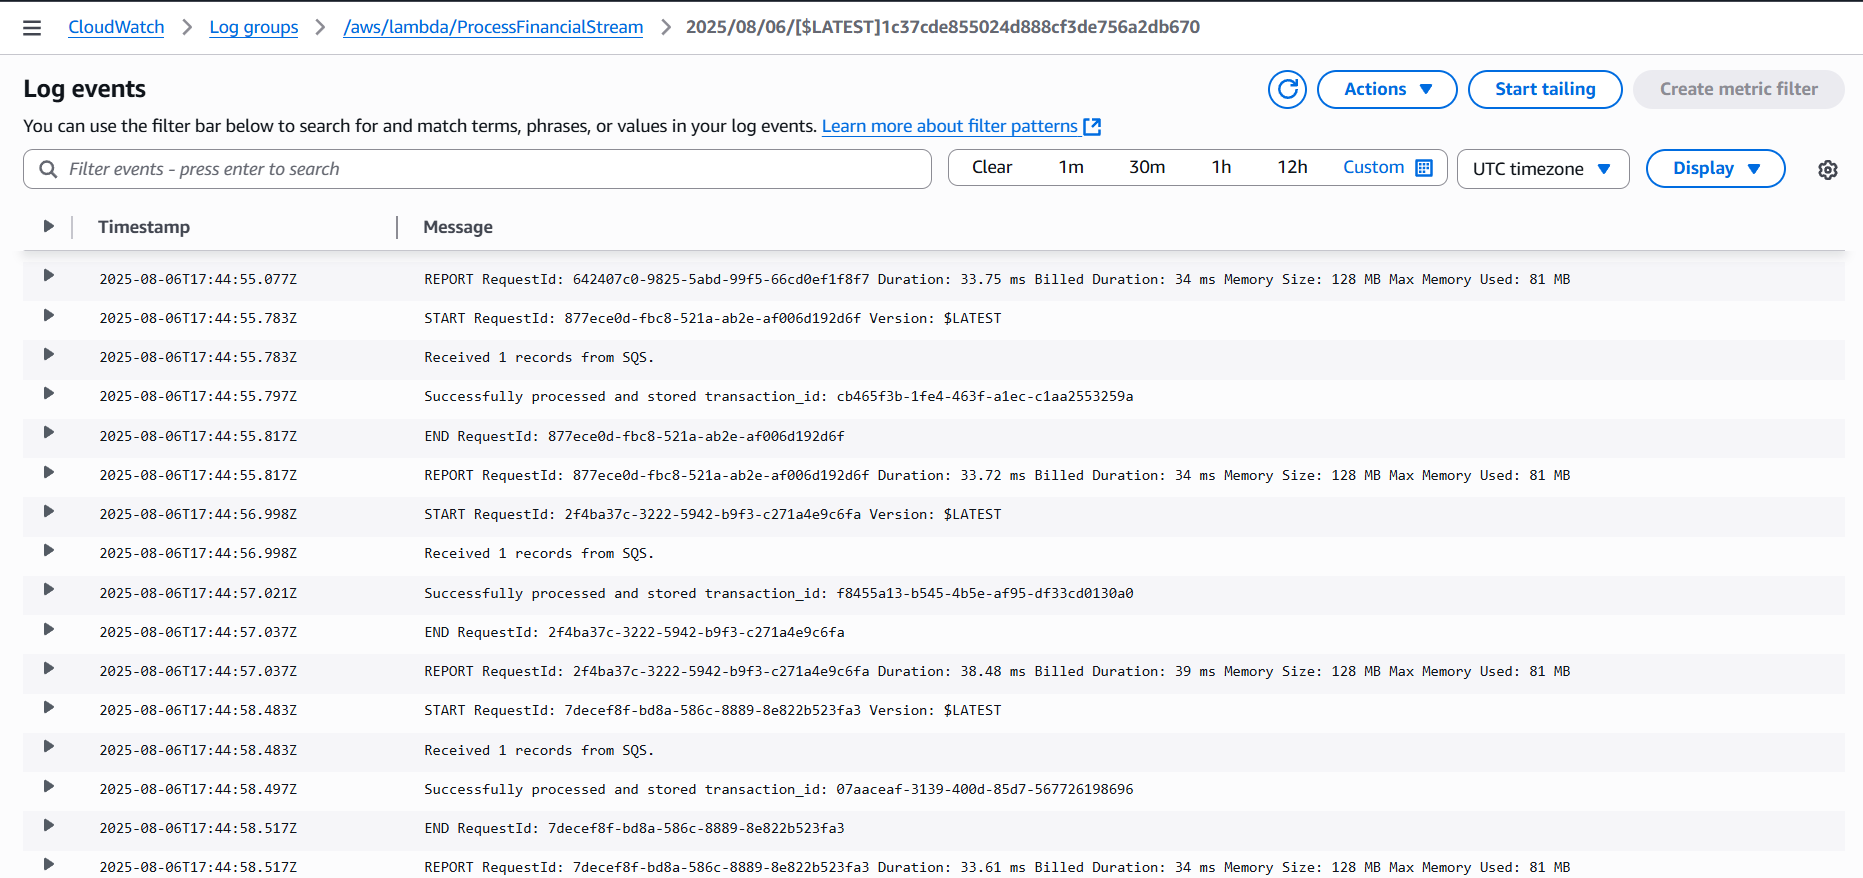 CloudWatch > Log groups > /aws/lambda/ProcessFinancialStream > 2025/08/06/[$LATEST]1c37cde855024d888cf3de756a2db670
Log events
Actions
Start tailing
Create metric filter
You can use the filter bar below to search for and match terms, phrases, or values in your log events. Learn more about filter patterns
Filter events - press enter to search
Clear 1m 30m 1h 12h Custom
UTC timezone
Display
Timestamp Message
2025-08-06T17:44:55.077Z REPORT RequestId: 642407c0-9825-5abd-99f5-66cd0ef1f8f7 Duration: 33.75 ms Billed Duration: 34 ms Memory Size: 128 MB Max Memory Used: 81 MB
2025-08-06T17:44:55.783Z START RequestId: 877ece0d-fbc8-521a-ab2e-af006d192d6f Version: $LATEST
2025-08-06T17:44:55.783Z Received 1 records from SQS.
2025-08-06T17:44:55.797Z Successfully processed and stored transaction_id: cb465f3b-1fe4-463f-a1ec-c1aa2553259a
2025-08-06T17:44:55.817Z END RequestId: 877ece0d-fbc8-521a-ab2e-af006d192d6f
2025-08-06T17:44:55.817Z REPORT RequestId: 877ece0d-fbc8-521a-ab2e-af006d192d6f Duration: 33.72 ms Billed Duration: 34 ms Memory Size: 128 MB Max Memory Used: 81 MB
2025-08-06T17:44:56.998Z START RequestId: 2f4ba37c-3222-5942-b9f3-c271a4e9c6fa Version: $LATEST
2025-08-06T17:44:56.998Z Received 1 records from SQS.
2025-08-06T17:44:57.021Z Successfully processed and stored transaction_id: f8455a13-b545-4b5e-af95-df33cd0130a0
2025-08-06T17:44:57.037Z END RequestId: 2f4ba37c-3222-5942-b9f3-c271a4e9c6fa
2025-08-06T17:44:57.037Z REPORT RequestId: 2f4ba37c-3222-5942-b9f3-c271a4e9c6fa Duration: 38.48 ms Billed Duration: 39 ms Memory Size: 128 MB Max Memory Used: 81 MB
2025-08-06T17:44:58.483Z START RequestId: 7decef8f-bd8a-586c-8889-8e822b523fa3 Version: $LATEST
2025-08-06T17:44:58.483Z Received 1 records from SQS.
2025-08-06T17:44:58.497Z Successfully processed and stored transaction_id: 07aaceaf-3139-400d-85d7-567726198696
2025-08-06T17:44:58.517Z END RequestId: 7decef8f-bd8a-586c-8889-8e822b523fa3
2025-08-06T17:44:58.517Z REPORT RequestId: 7decef8f-bd8a-586c-8889-8e822b523fa3 Duration: 33.61 ms Billed Duration: 34 ms Memory Size: 128 MB Max Memory Used: 81 MB